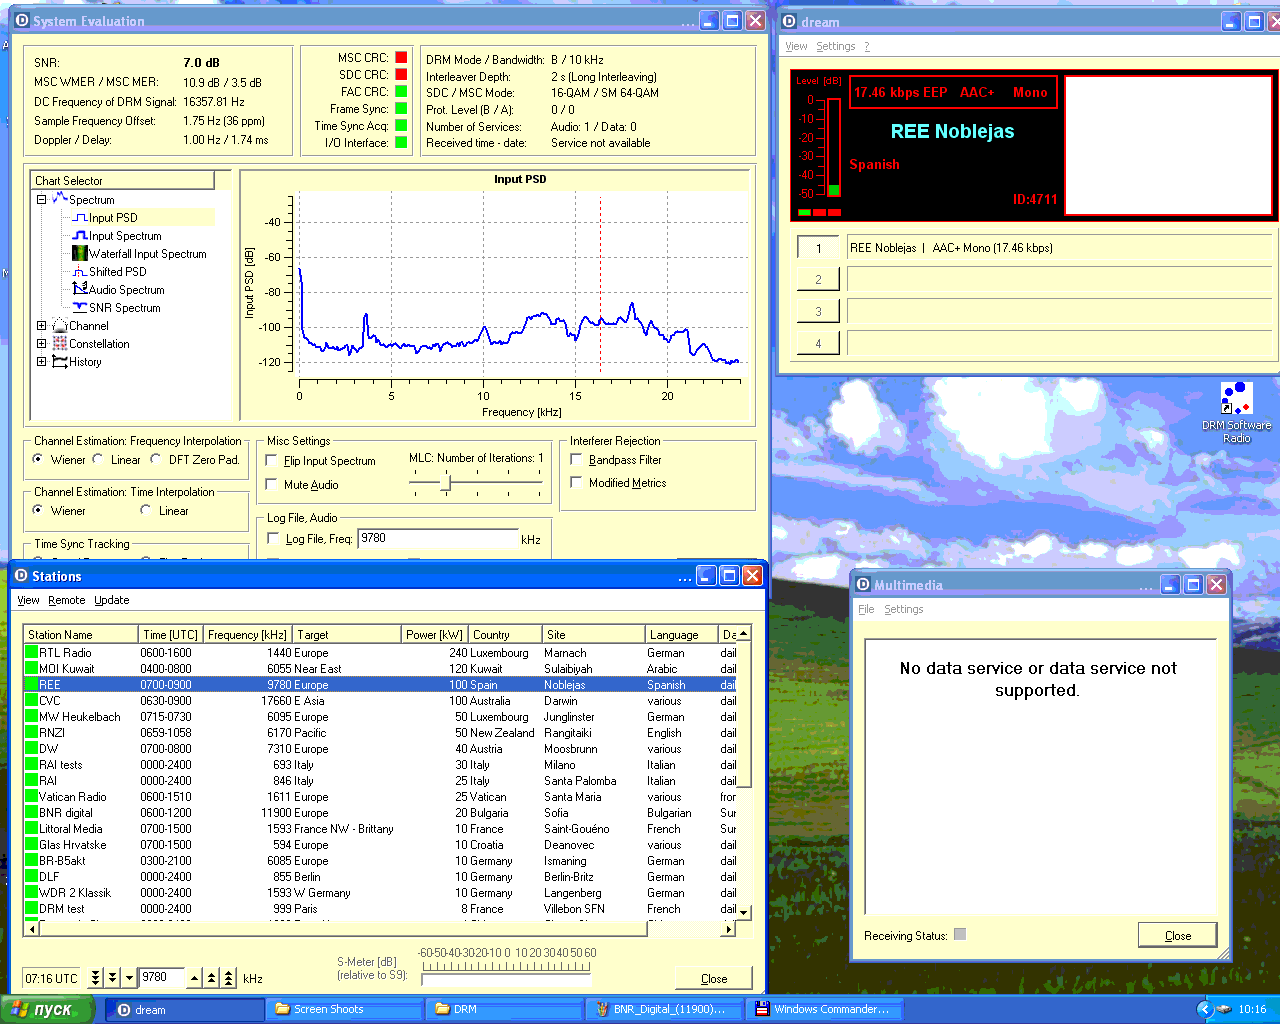 System Evaluation
SNR: 7.0 dB
MSC WMER / MSC MER: 10.9 dB / 3.5 dB
DC Frequency of DRM Signal: 16357.81 Hz
Sample Frequency Offset: 1.75 Hz (36 ppm)
Doppler / Delay: 1.00 Hz / 1.74 ms
MSC CRC:
SDC CRC:
FAC CRC:
Frame Sync:
Time Sync Acq:
I/O Interface:
DRM Mode / Bandwidth: B / 10 kHz
Interleaver Depth: 2 s (Long Interleaving)
SDC / MSC Mode: 16-QAM / SM 64-QAM
Prot. Level (B / A): 0 / 0
Number of Services: Audio: 1 / Data: 0
Received time - date: Service not available
Chart Selector
Spectrum
Input PSD
Input Spectrum
Waterfall Input Spectrum
Shifted PSD
Audio Spectrum
SNR Spectrum
Channel
Constellation
History
Input PSD
Input PSD [dB]
-40
-60
-80
-100
-120
0 5 10 15 20
Frequency [kHz]
Channel Estimation: Frequency Interpolation
Wiener Linear DFT Zero Pad.
Channel Estimation: Time Interpolation
Wiener Linear
Time Sync Tracking
Misc Settings
Flip Input Spectrum
Mute Audio
MLC: Number of Iterations: 1
Log File, Audio
Log File, Freq: 9780 kHz
Interferer Rejection
Bandpass Filter
Modified Metrics
dream
View Settings ?
Level [dB]
0
-10
-20
-30
-40
-50
17.46 kbps EEP AAC+ Mono
REE Noblejas
Spanish
ID:4711
1 REE Noblejas | AAC+ Mono (17.46 kbps)
2
3
4
DRM Software
Radio
Stations
View Remote Update
Station Name Time [UTC] Frequency [kHz] Target Power [kW] Country Site Language Da
RTL Radio 0600-1600 1440 Europe 240 Luxembourg Marnach German dail
MOI Kuwait 0400-0800 6055 Near East 120 Kuwait Sulaibiyah Arabic dail
REE 0700-0900 9780 Europe 100 Spain Noblejas Spanish dail
CVC 0630-0900 17660 E Asia 100 Australia Darwin various dail
MW Heukelbach 0715-0730 6095 Europe 50 Luxembourg Junglinster German dail
RNZI 0659-1058 6170 Pacific 50 New Zealand Rangitaiki English dail
DW 0700-0800 7310 Europe 40 Austria Moosbrunn various dail
RAI tests 0000-2400 693 Italy 30 Italy Milano Italian dail
RAI 0000-2400 846 Italy 25 Italy Santa Palomba Italian dail
Vatican Radio 0600-1510 1611 Europe 25 Vatican Santa Maria various fror
BNR digital 0600-1200 11900 Europe 20 Bulgaria Sofia Bulgarian Sur
Littoral Media 0700-1500 1593 France NW - Brittany 10 France Saint-Gouéno French Sur
Glas Hrvatske 0700-1500 594 Europe 10 Croatia Deanovec various dail
BR-B5akt 0300-2100 6085 Europe 10 Germany Ismaning German dail
DLF 0000-2400 855 Berlin 10 Germany Berlin-Britz German dail
WDR 2 Klassik 0000-2400 1593 W Germany 10 Germany Langenberg German dail
DRM test 0000-2400 999 Paris 8 France Villebon SFN French dail
07:16 UTC 9780 kHz
S-Meter [dB]
(relative to S9):
-60-50-40-30-20-10 0 10 20 30 40 50 60
Close
Multimedia
File Settings
No data service or data service not
supported.
Receiving Status:
Close
пуск
dream
Screen Shoots
DRM
BNR_Digital_(11900)...
Windows Commander...
10:16